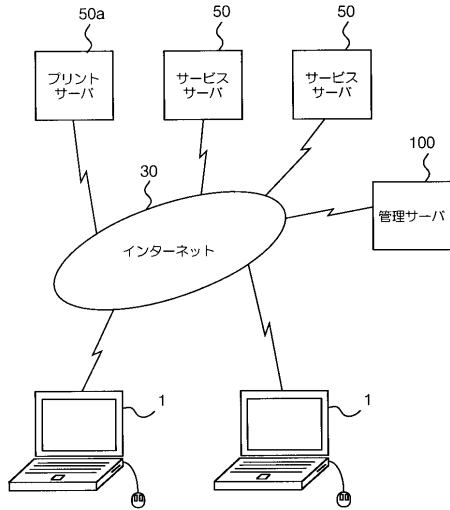 50a
50
50
プリント
サーバ
サービス
サーバ
サービス
サーバ
100
30
管理サーバ
インターネット
1
1